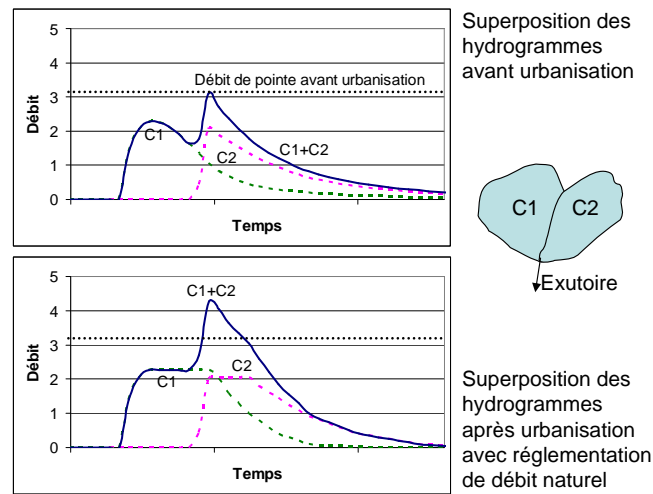 Superposition des
hydrogrammes
avant urbanisation
5
4
3
2
1
0
Débit
Débit de pointe avant urbanisation
C1
C2
C1+C2
Temps
C1
C2
Exutoire
5
4
3
2
1
0
Débit
C1+C2
C1
C2
Temps
Superposition des
hydrogrammes
après urbanisation
avec réglementation
de débit naturel